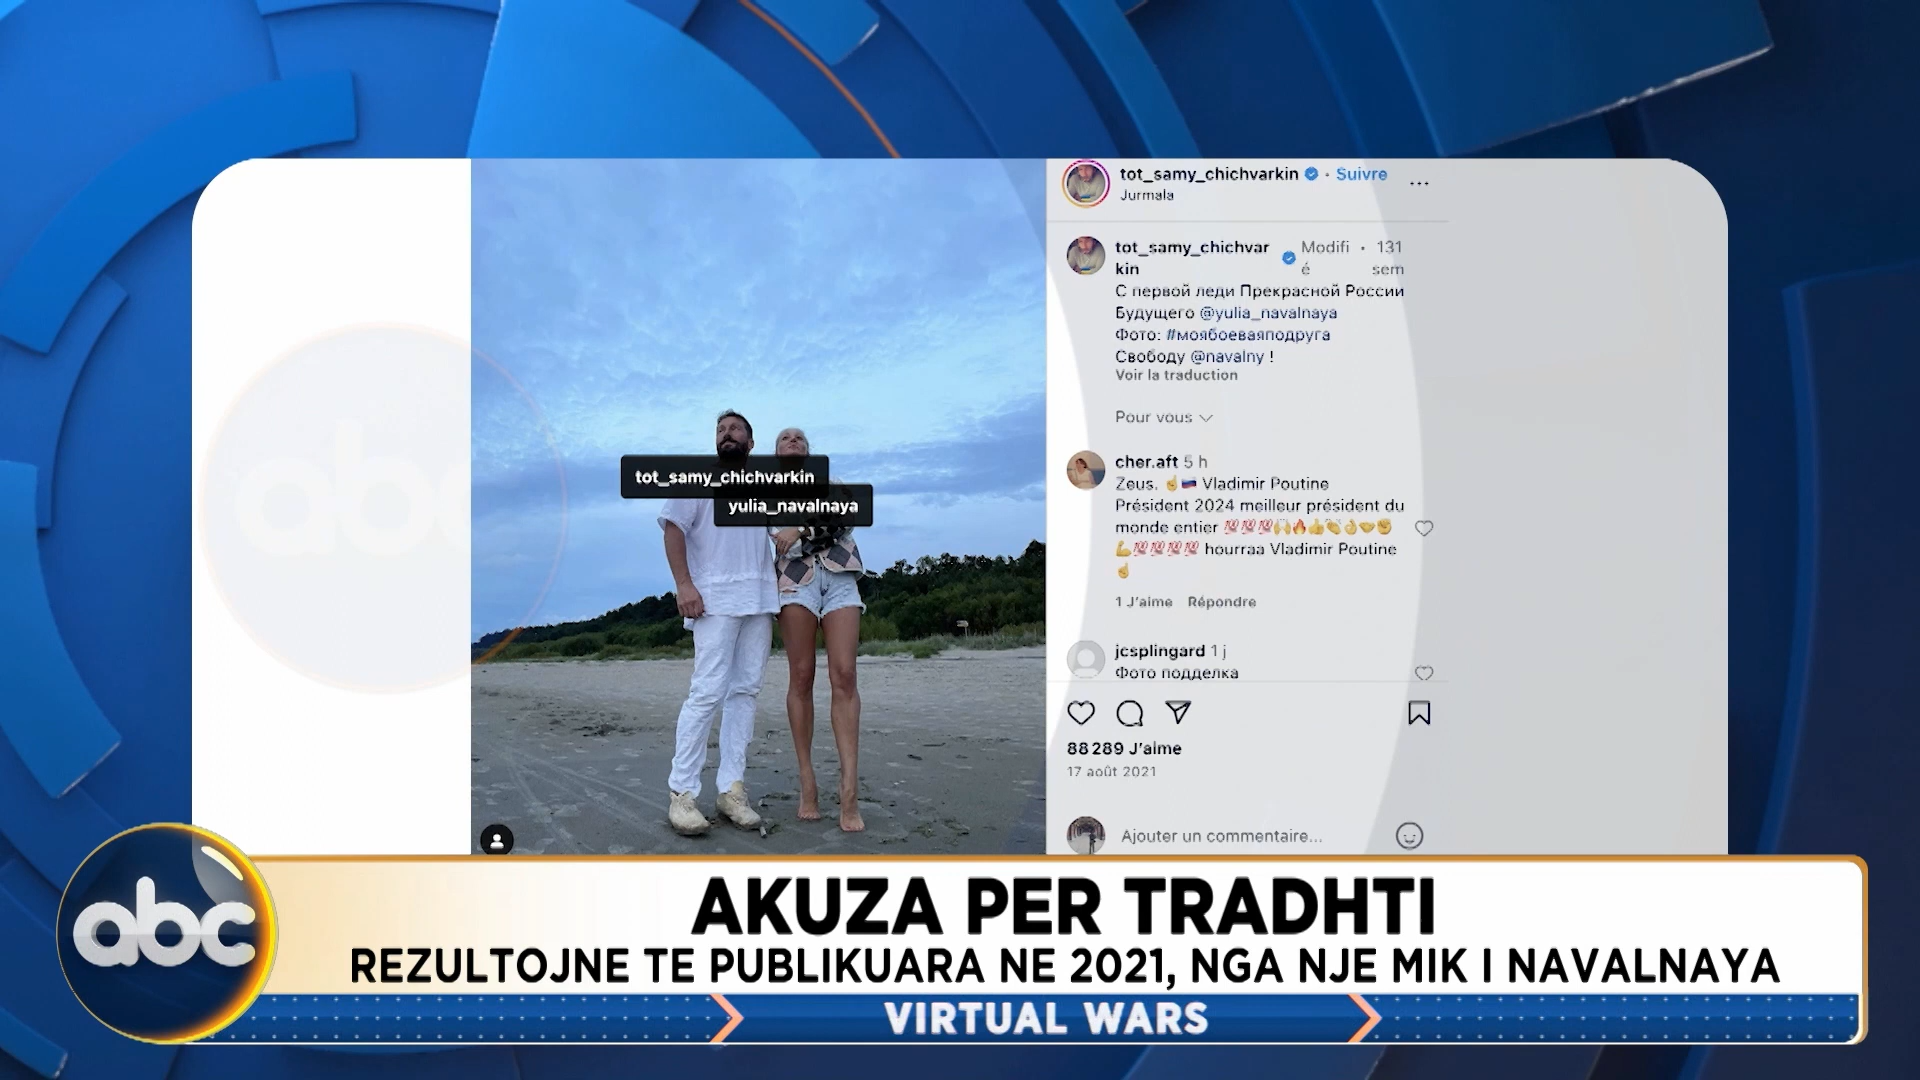 tot_samy_chichvarkin • Suivre
Jurmala
tot_samy_chichvar
kin
Modifi • 131
é sem
С первой леди Прекрасной России
Будущего @yulia_navalnaya
Фото: #моябоеваяподруга
Свободу @navalny !
Voir la traduction
Pour vous
cher.aft 5 h
Zeus. ☝🇷🇺 Vladimir Poutine
Président 2024 meilleur président du
monde entier 💯💯💯🙌🔥👍👏👌🤝✊
💪💯💯💯💯 hourraa Vladimir Poutine
☝
1 J'aime Répondre
jcsplingard 1 j
Фото подделка
88 289 J'aime
17 août 2021
Ajouter un commentaire...
tot_samy_chichvarkin
yulia_navalnaya
abc
abc
AKUZA PER TRADHTI
REZULTOJNE TE PUBLIKUARA NE 2021, NGA NJE MIK I NAVALNAYA
VIRTUAL WARS